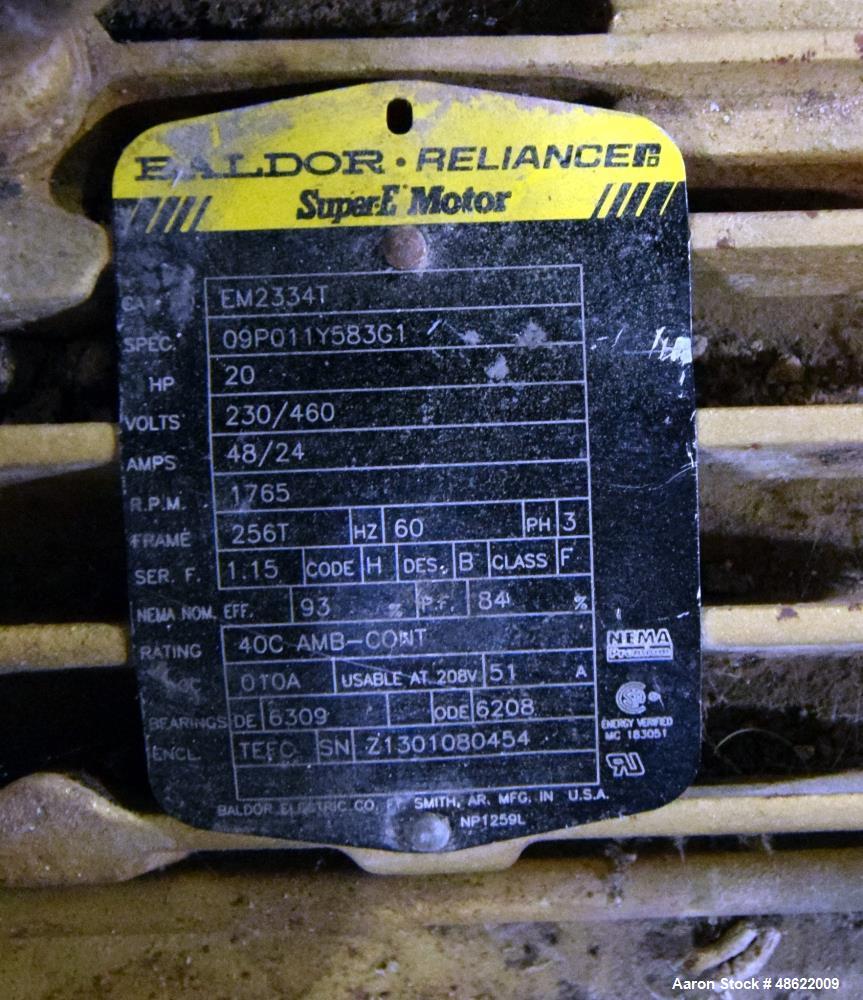 BALDOR · RELIANCE
Super-E Motor
EM2334T
SPEC. 09P011Y583G1
HP 20
VOLTS 230/460
AMPS 48/24
R.P.M. 1765
FRAME 256T HZ 60 PH 3
SER. F. 1.15 CODE H DES. B CLASS F
NEMA NOM. EFF. 93 % P.F. 84 %
RATING 40C AMB-CONT
010A USABLE AT 208V 51 A
BEARINGS DE 6309 ODE 6208
ENCL. TEFC SN Z1301080454
NEMA
Premium
ENERGY VERIFIED
MC 183051
BALDOR ELECTRIC CO. FT. SMITH, AR. MFG. IN U.S.A.
NP1259L
Aaron Stock # 48622009